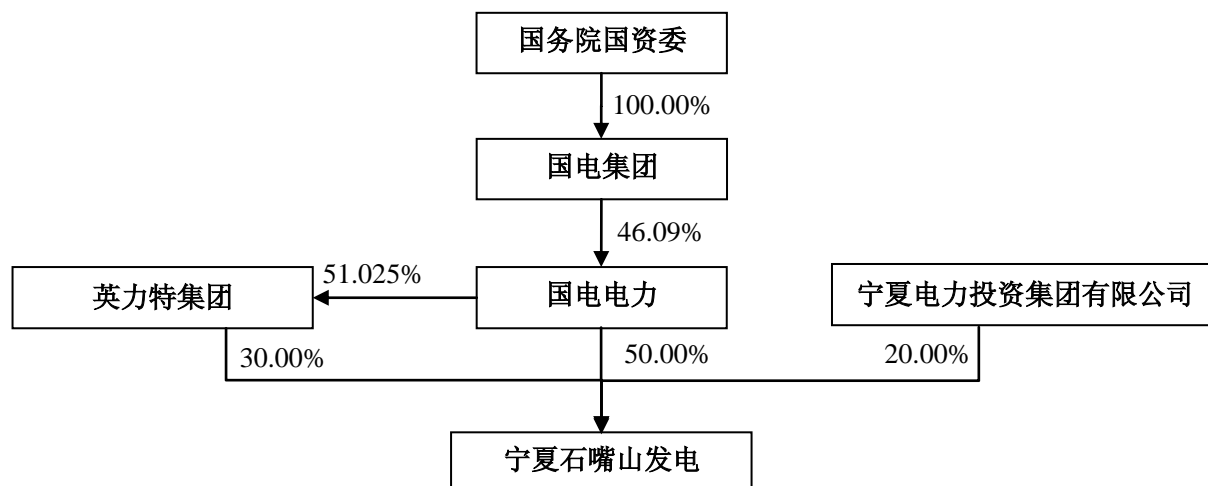 国务院国资委
100.00%
国电集团
46.09%
51.025%
英力特集团
国电电力
宁夏电力投资集团有限公司
30.00%
50.00%
20.00%
宁夏石嘴山发电